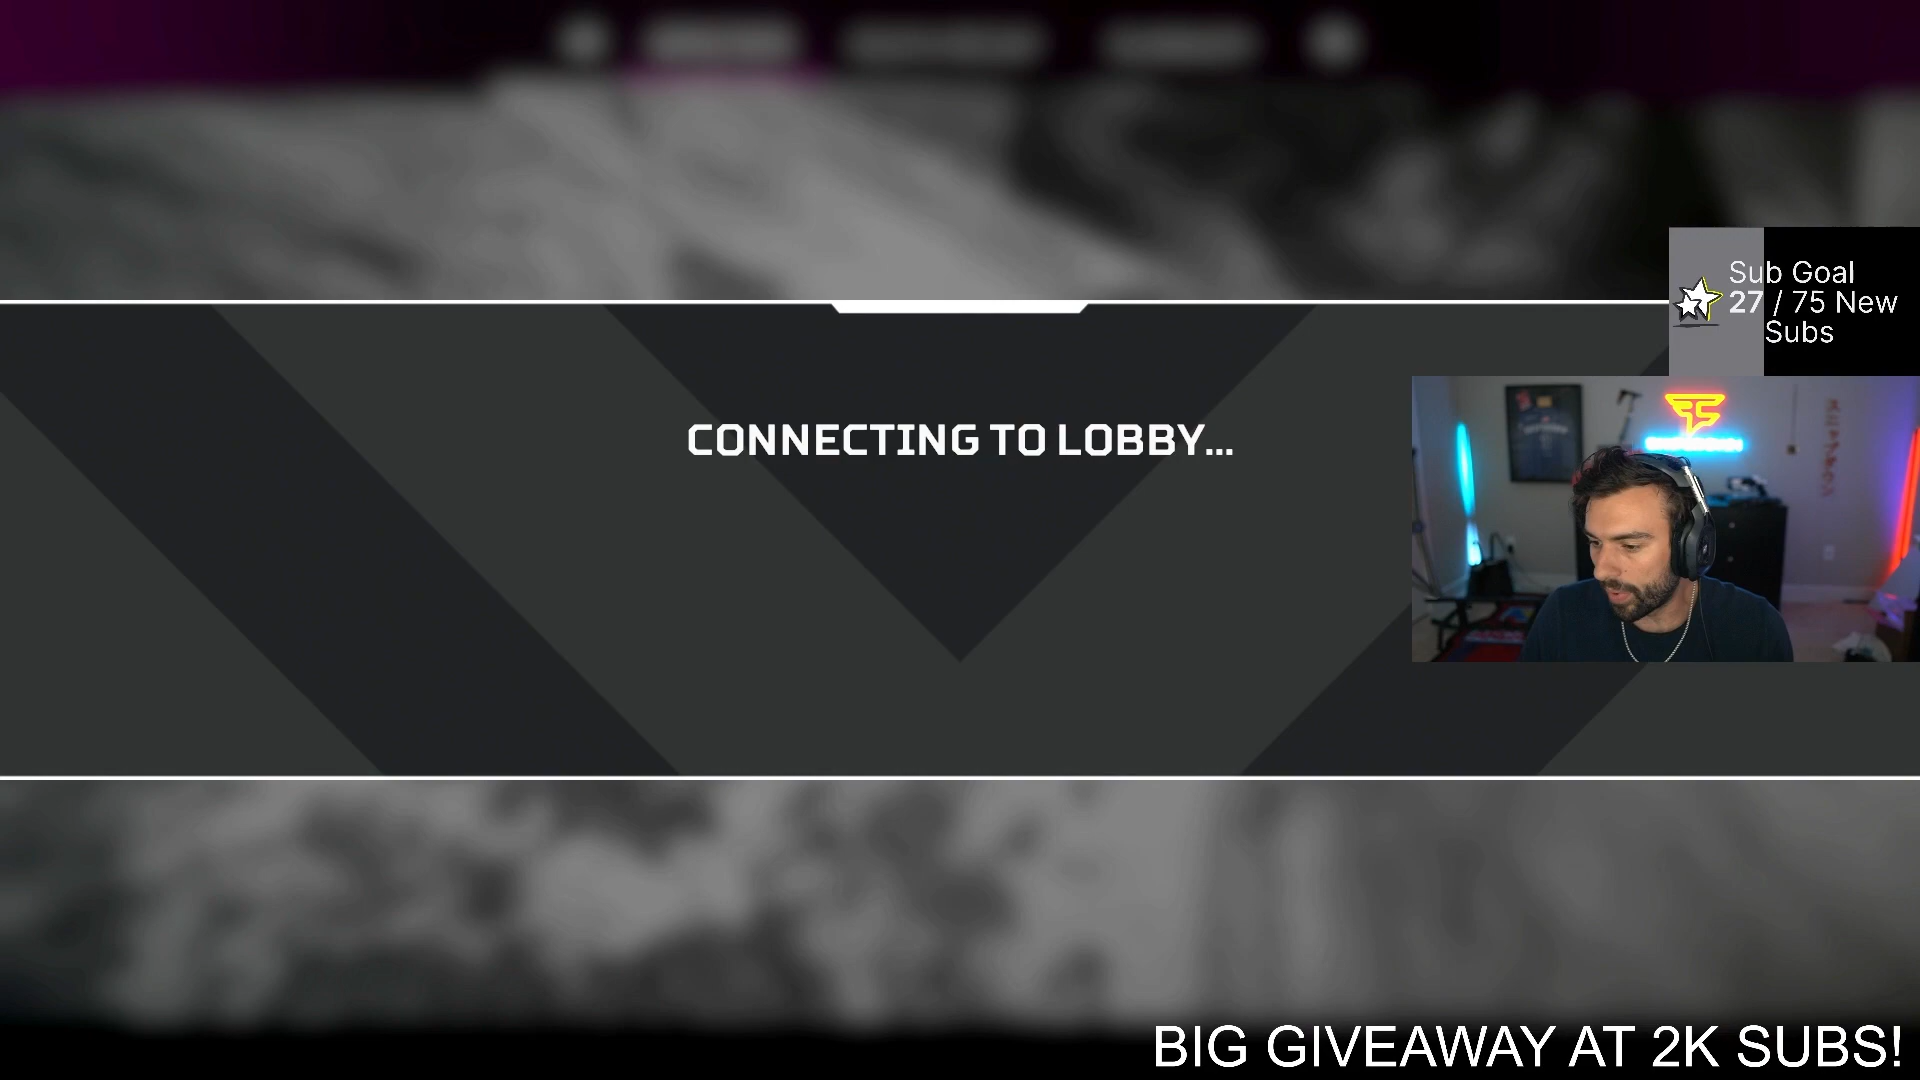 Sub Goal
27 / 75 New
Subs
CONNECTING TO LOBBY...
BIG GIVEAWAY AT 2K SUBS!